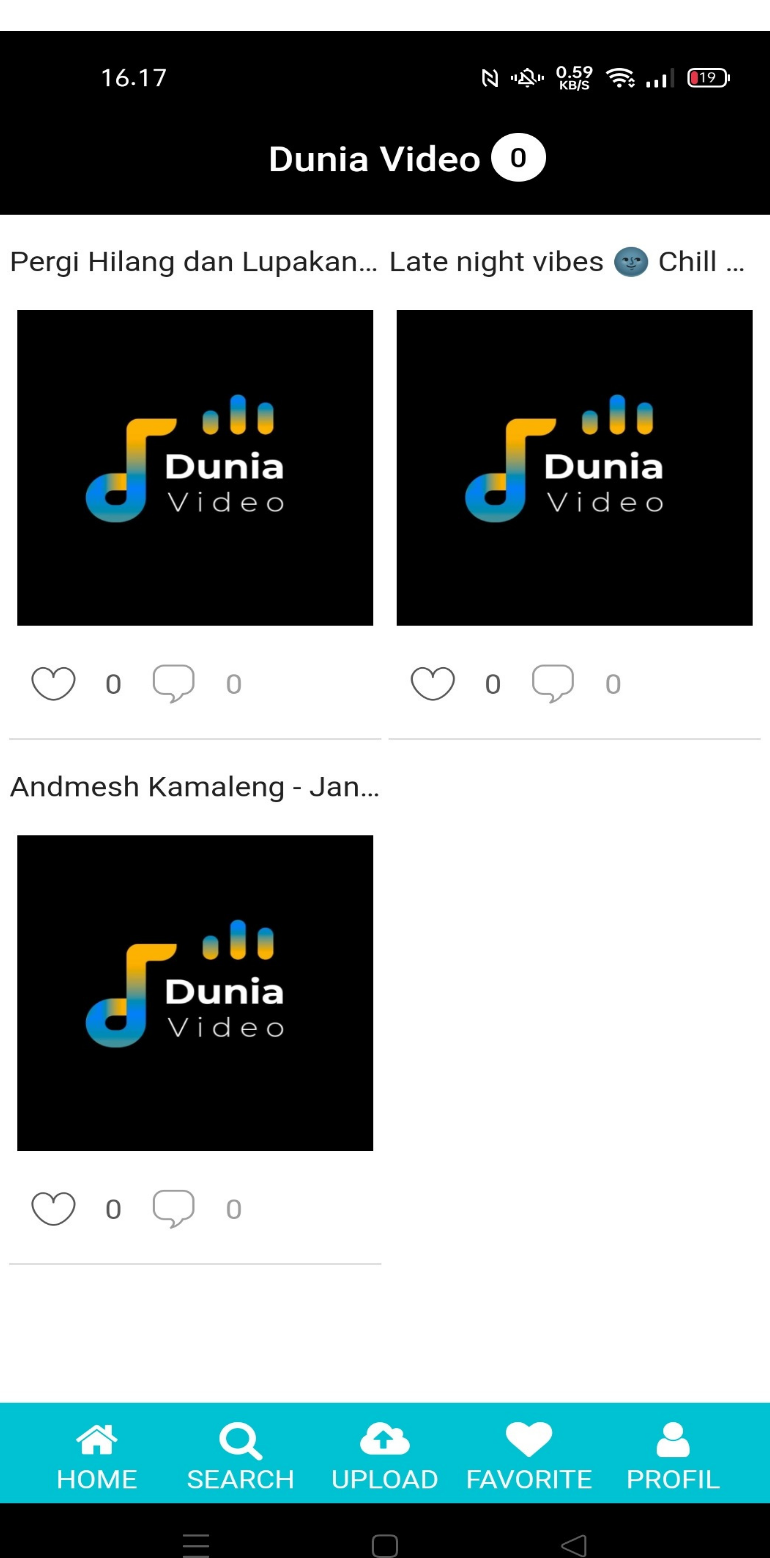 16.17
0.59
KB/S
19
Dunia Video 0
Pergi Hilang dan Lupakan...
Late night vibes 🌚 Chill ...
Dunia
Video
Dunia
Video
0 0
0 0
Andmesh Kamaleng - Jan...
Dunia
Video
0 0
HOME SEARCH UPLOAD FAVORITE PROFIL